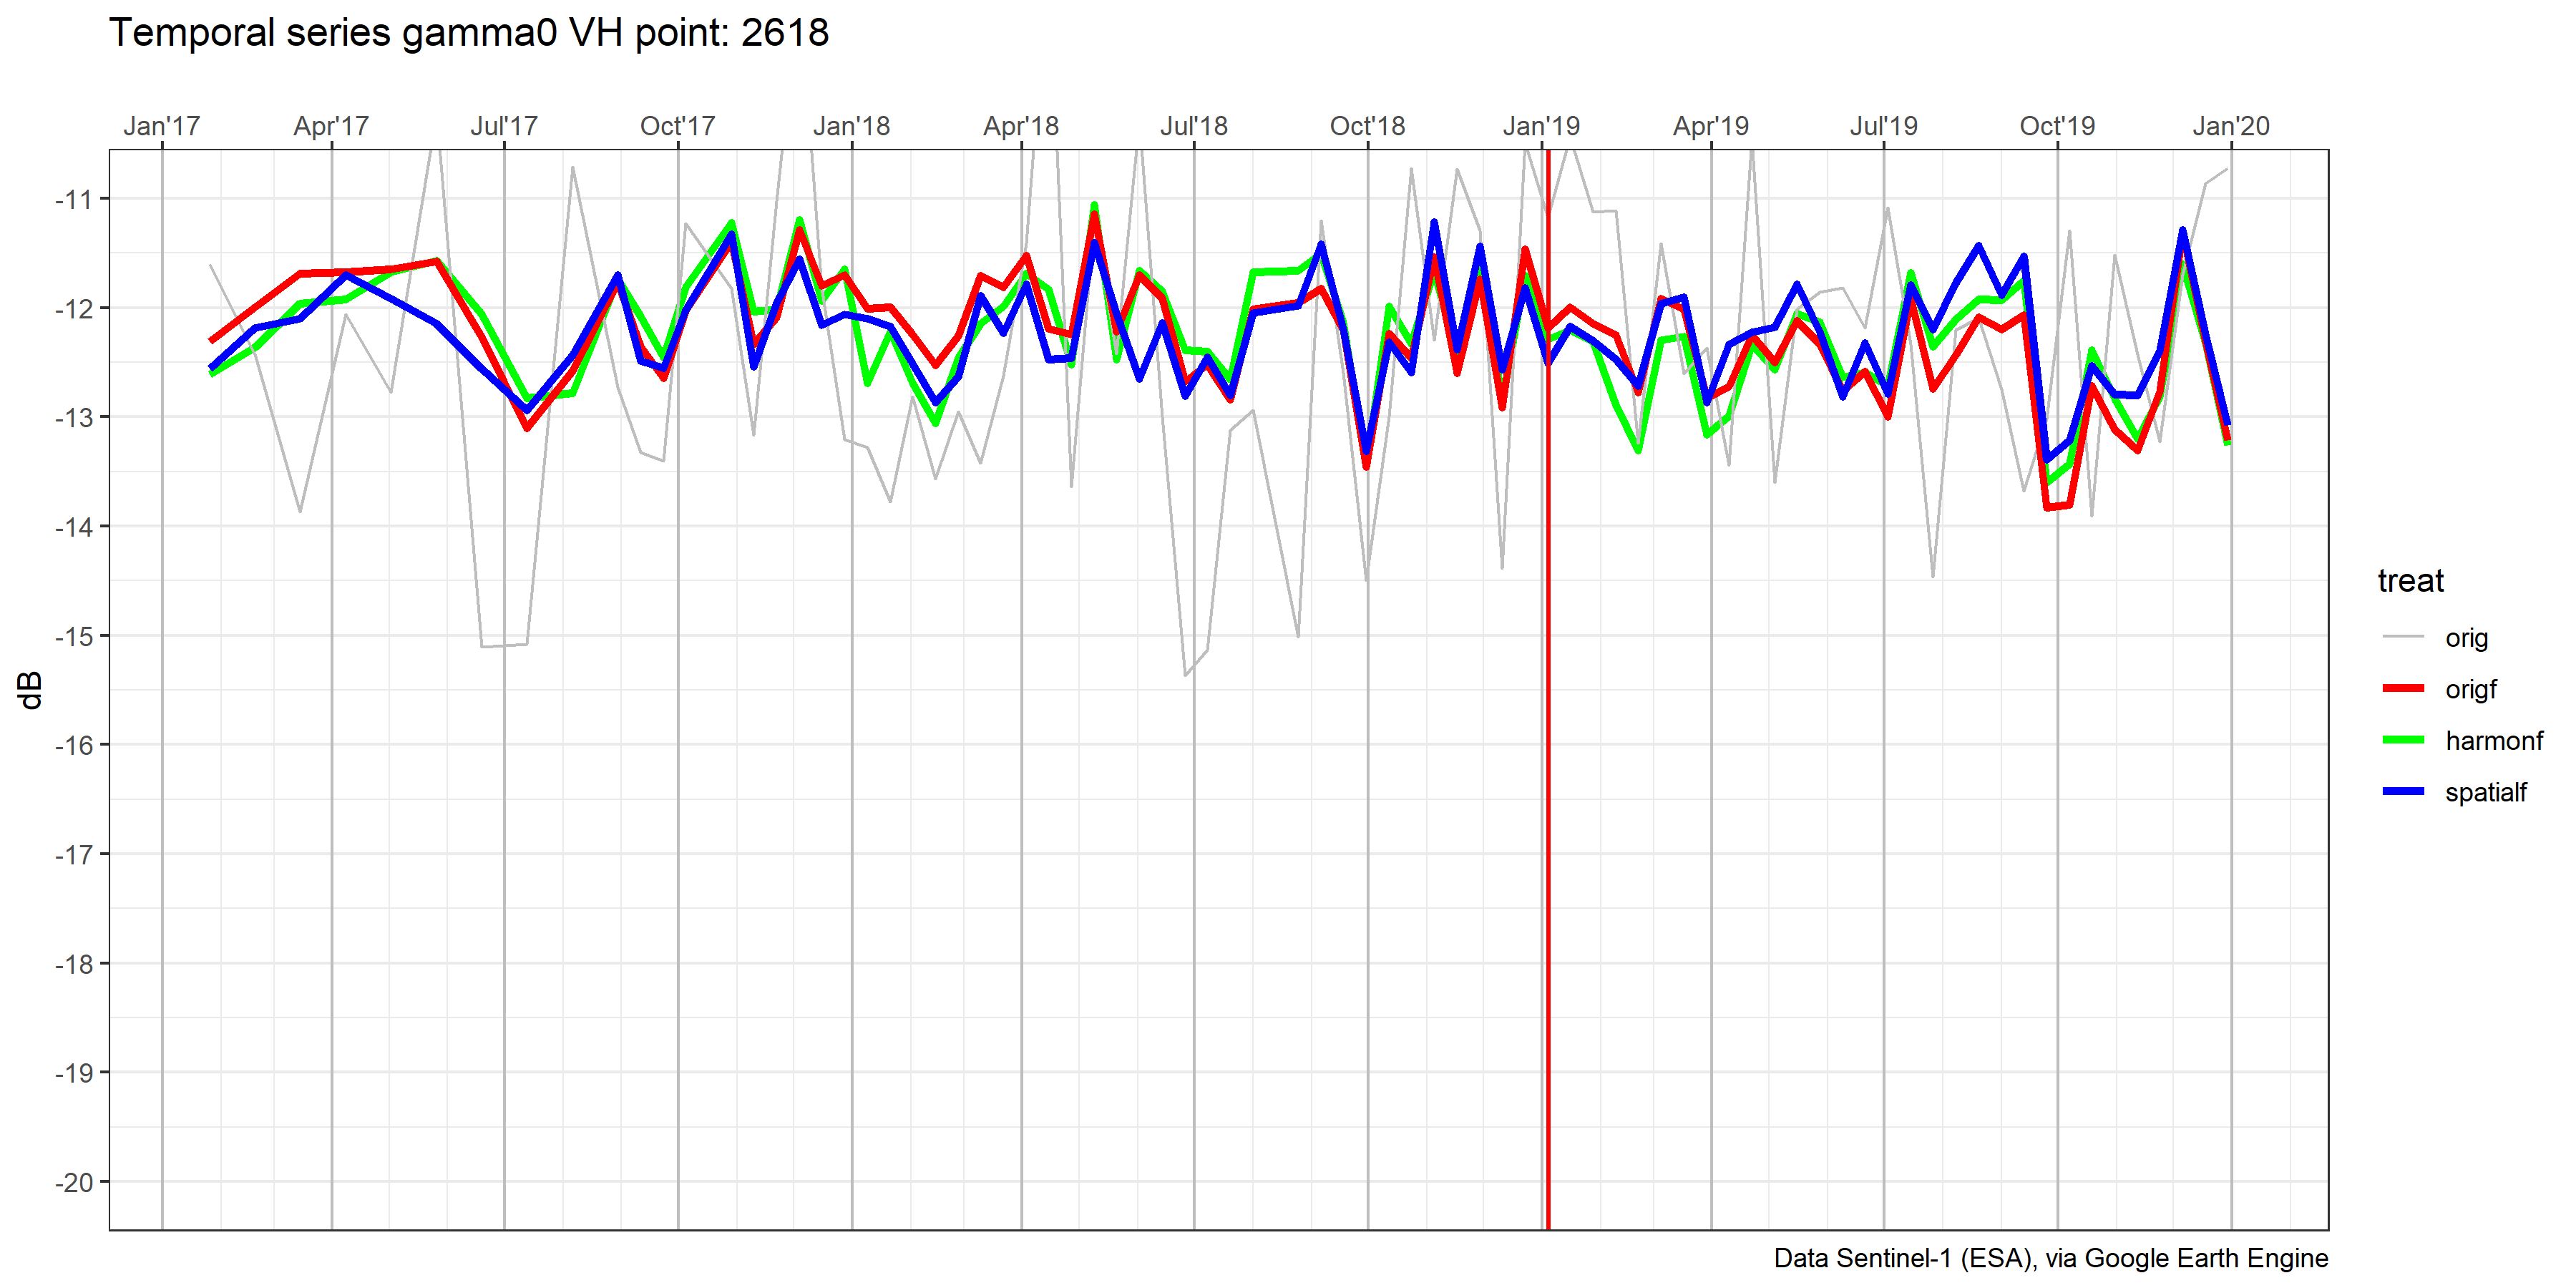 Temporal series gamma0 VH point: 2618
Jan'17 Apr'17 Jul'17 Oct'17 Jan'18 Apr'18 Jul'18 Oct'18 Jan'19 Apr'19 Jul'19 Oct'19 Jan'20
-11
-12
-13
-14
-15
-16
-17
-18
-19
-20
dB
treat
orig
origf
harmonf
spatialf
Data Sentinel-1 (ESA), via Google Earth Engine